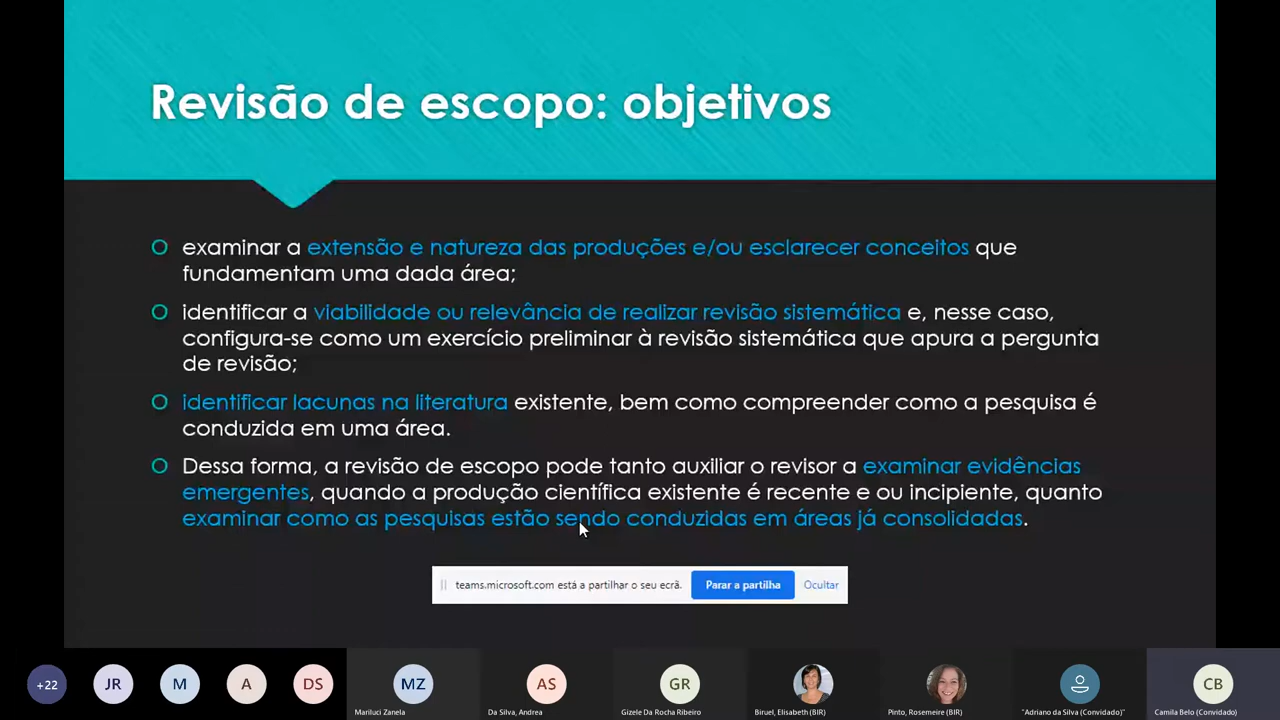 Revisão de escopo: objetivos
examinar a extensão e natureza das produções e/ou esclarecer conceitos que
fundamentam uma dada área;
identificar a viabilidade ou relevância de realizar revisão sistemática e, nesse caso,
configura-se como um exercício preliminar à revisão sistemática que apura a pergunta
de revisão;
identificar lacunas na literatura existente, bem como compreender como a pesquisa é
conduzida em uma área.
Dessa forma, a revisão de escopo pode tanto auxiliar o revisor a examinar evidências
emergentes, quando a produção científica existente é recente e ou incipiente, quanto
examinar como as pesquisas estão sendo conduzidas em áreas já consolidadas.
teams.microsoft.com está a partilhar o seu ecrã. Parar a partilha Ocultar
+22 JR M A DS MZ AS GR CB
Mariluci Zanela Da Silva, Andrea Gizele Da Rocha Ribeiro Biruel, Elisabeth (BIR) Pinto, Rosemeire (BIR) "Adriano da Silva (Convidado)" Camila Belo (Convidado)